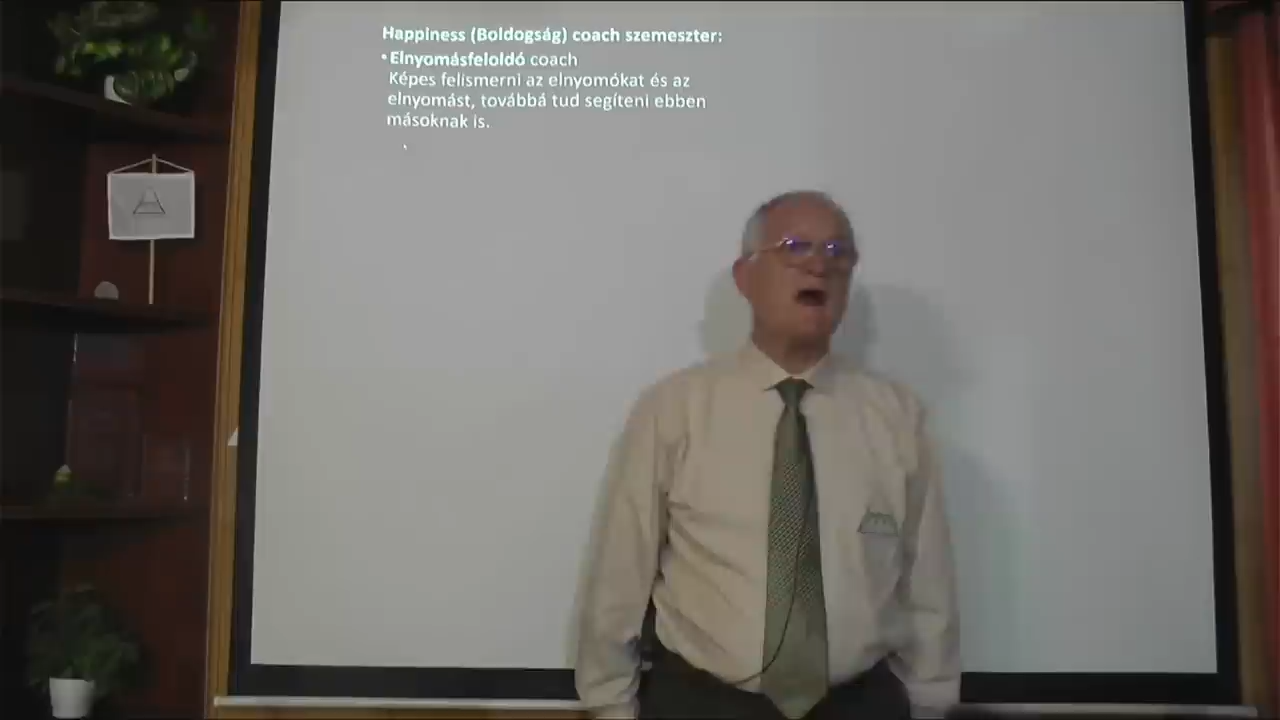 Happiness (Boldogság) coach szemeszter:
• Elnyomásfeloldó coach
Képes felismerni az elnyomókat és az
elnyomást, továbbá tud segíteni ebben
másoknak is.